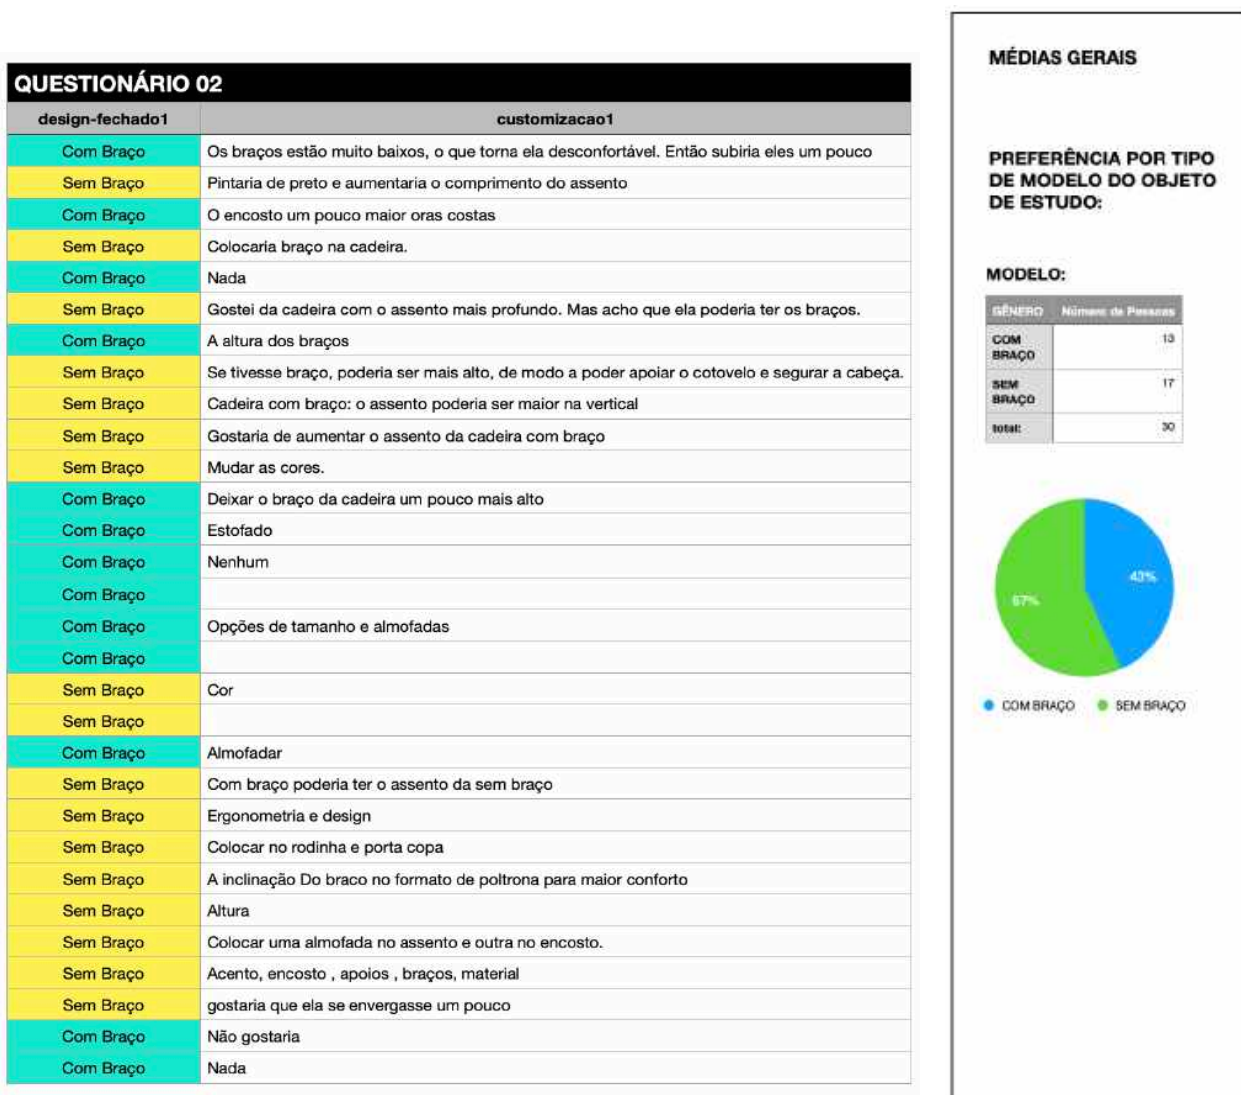 QUESTIONÁRIO 02
design-fechado1 customizacao1
Com Braço Os braços estão muito baixos, o que torna ela desconfortável. Então subiria eles um pouco
Sem Braço Pintaria de preto e aumentaria o comprimento do assento
Com Braço O encosto um pouco maior oras costas
Sem Braço Colocaria braço na cadeira.
Com Braço Nada
Sem Braço Gostei da cadeira com o assento mais profundo. Mas acho que ela poderia ter os braços.
Com Braço A altura dos braços
Sem Braço Se tivesse braço, poderia ser mais alto, de modo a poder apoiar o cotovelo e segurar a cabeça.
Sem Braço Cadeira com braço: o assento poderia ser maior na vertical
Sem Braço Gostaria de aumentar o assento da cadeira com braço
Sem Braço Mudar as cores.
Com Braço Deixar o braço da cadeira um pouco mais alto
Com Braço Estofado
Com Braço Nenhum
Com Braço
Com Braço Opções de tamanho e almofadas
Com Braço
Sem Braço Cor
Sem Braço
Com Braço Almofadar
Sem Braço Com braço poderia ter o assento da sem braço
Sem Braço Ergonometria e design
Sem Braço Colocar no rodinha e porta copa
Sem Braço A inclinação Do braco no formato de poltrona para maior conforto
Sem Braço Altura
Sem Braço Colocar uma almofada no assento e outra no encosto.
Sem Braço Acento, encosto , apoios , braços, material
Sem Braço gostaria que ela se envergasse um pouco
Com Braço Não gostaria
Com Braço Nada
MÉDIAS GERAIS
PREFERÊNCIA POR TIPO
DE MODELO DO OBJETO
DE ESTUDO:
MODELO:
GÊNERO Número de Pessoas
COM BRAÇO 13
SEM BRAÇO 17
total: 30
43%
57%
COM BRAÇO SEM BRAÇO